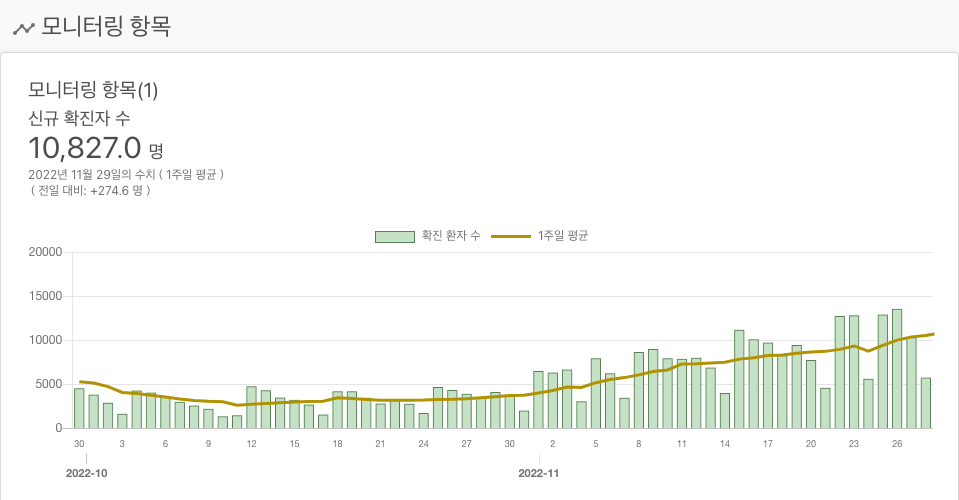 모니터링 항목
모니터링 항목(1)
신규 확진자 수
10,827.0 명
2022년 11월 29일의 수치 ( 1주일 평균 )
( 전일 대비: +274.6 명 )
확진 환자 수 1주일 평균
20000
15000
10000
5000
0
30 3 6 9 12 15 18 21 24 27 30 2 5 8 11 14 17 20 23 26
2022-10 2022-11